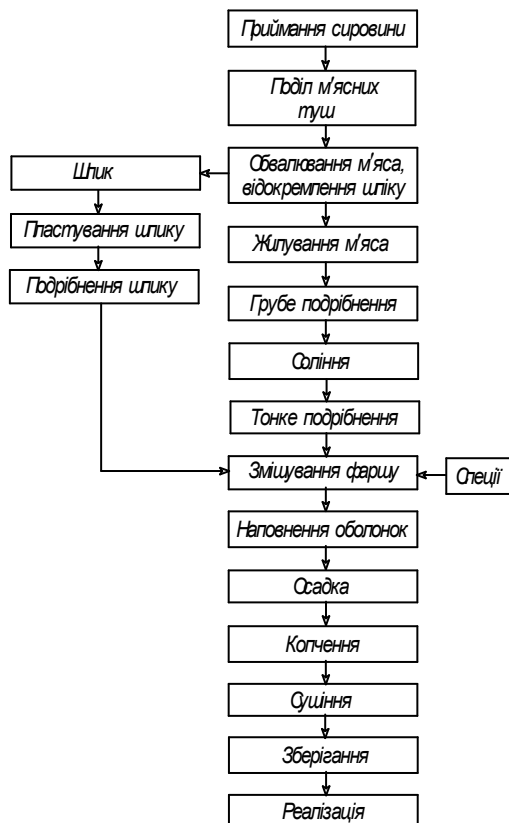 Приймання сировини
Поділ м'ясних
туш
Обвалювання м'яса,
відокремлення шпіку
Шпик
Пластування шпику
Подрібнення шпику
Жилування м'яса
Грубе подрібнення
Соління
Тонке подрібнення
Змішування фаршу
Спеції
Наповнення оболонок
Осадка
Копчення
Сушіння
Зберігання
Реалізація